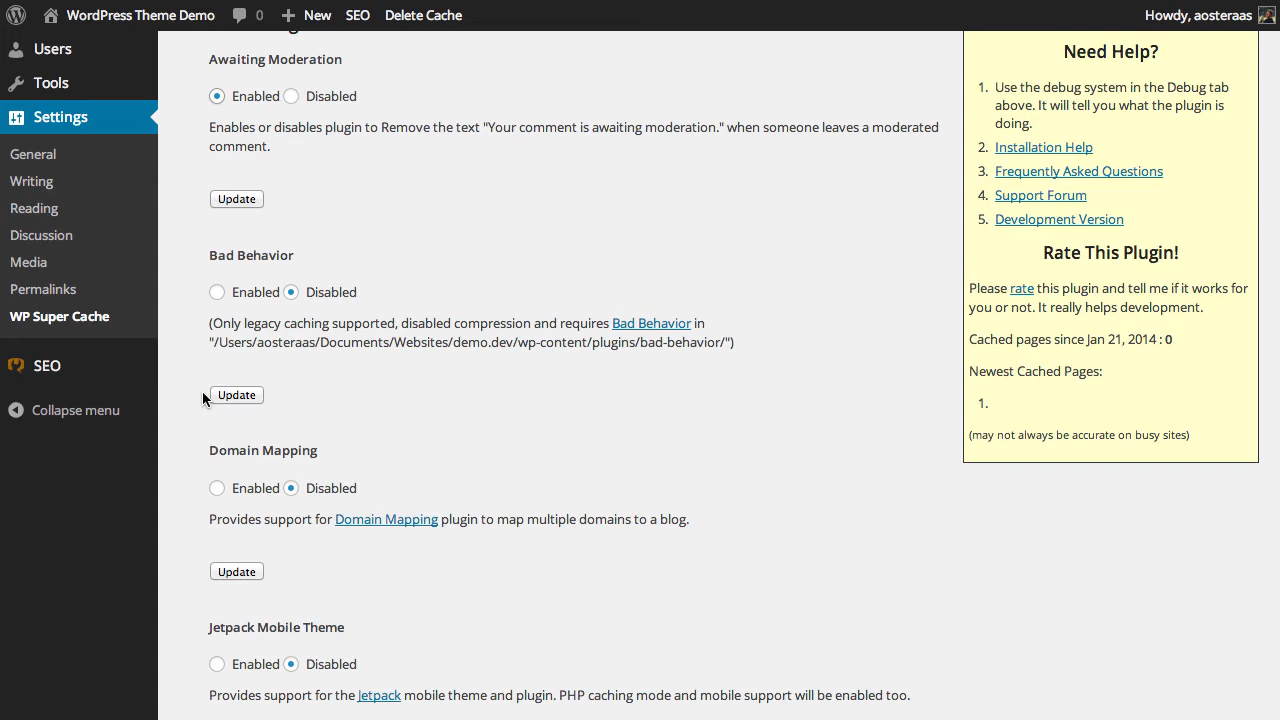 WordPress Theme Demo 0 New SEO Delete Cache Howdy, aosteraas
Users
Tools
Settings
General
Writing
Reading
Discussion
Media
Permalinks
WP Super Cache
SEO
Collapse menu
Awaiting Moderation
Enabled Disabled
Enables or disables plugin to Remove the text "Your comment is awaiting moderation." when someone leaves a moderated
comment.
Update
Bad Behavior
Enabled Disabled
(Only legacy caching supported, disabled compression and requires Bad Behavior in
"/Users/aosteraas/Documents/Websites/demo.dev/wp-content/plugins/bad-behavior/")
Update
Domain Mapping
Enabled Disabled
Provides support for Domain Mapping plugin to map multiple domains to a blog.
Update
Jetpack Mobile Theme
Enabled Disabled
Provides support for the Jetpack mobile theme and plugin. PHP caching mode and mobile support will be enabled too.
Need Help?
1. Use the debug system in the Debug tab
above. It will tell you what the plugin is
doing.
2. Installation Help
3. Frequently Asked Questions
4. Support Forum
5. Development Version
Rate This Plugin!
Please rate this plugin and tell me if it works for
you or not. It really helps development.
Cached pages since Jan 21, 2014 : 0
Newest Cached Pages:
1.
(may not always be accurate on busy sites)